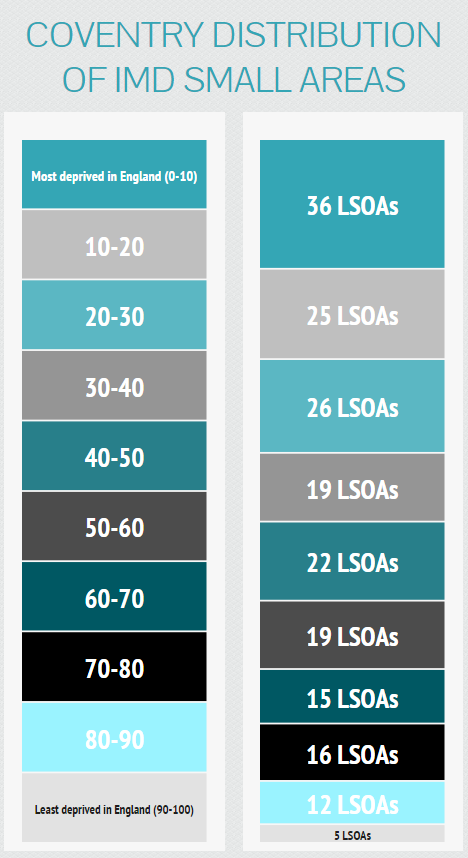 COVENTRY DISTRIBUTION
OF IMD SMALL AREAS
Most deprived in England (0-10)
10-20
20-30
30-40
40-50
50-60
60-70
70-80
80-90
Least deprived in England (90-100)
36 LSOAs
25 LSOAs
26 LSOAs
19 LSOAs
22 LSOAs
19 LSOAs
15 LSOAs
16 LSOAs
12 LSOAs
5 LSOAs